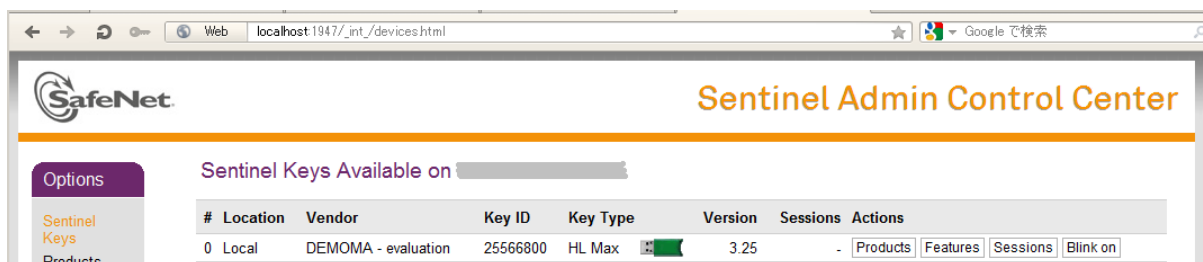 Web localhost:1947/_int_/devices.html Google で検索
SafeNet.
Sentinel Admin Control Center
Options
Sentinel Keys Available on
Sentinel
Keys
Products
# Location Vendor Key ID Key Type Version Sessions Actions
0 Local DEMOMA - evaluation 25566800 HL Max 3.25 - Products Features Sessions Blink on